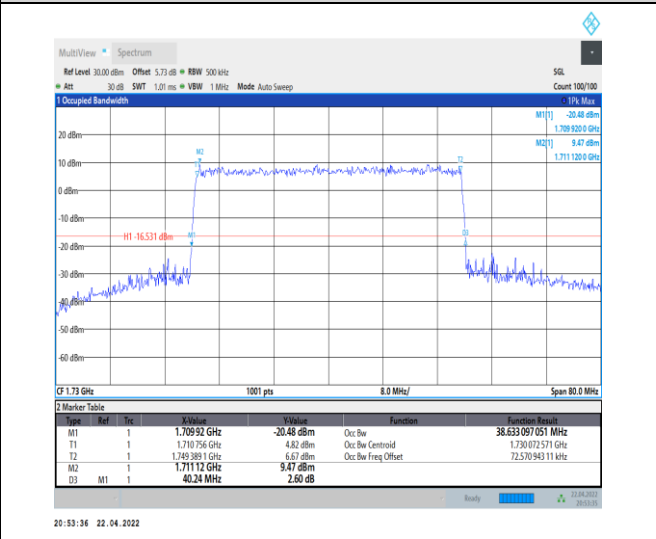 MultiView Spectrum
Ref Level 30.00 dBm Offset 5.73 dB RBW 500 kHz SGL
Att 30 dB SWT 1.01 ms VBW 1 MHz Mode Auto Sweep Count 100/100
1 Occupied Bandwidth 1Pk Max
M1[1] -20.48 dBm
1.709 920 0 GHz
M2[1] 9.47 dBm
1.711 120 0 GHz
20 dBm
M2
T2
10 dBm
0 dBm
-10 dBm
H1 -16.531 dBm M1 D3
-20 dBm
-30 dBm
-40 dBm
-50 dBm
-60 dBm
CF 1.73 GHz 1001 pts 8.0 MHz/ Span 80.0 MHz
2 Marker Table
Type Ref Trc X-Value Y-Value Function Function Result
M1 1 1.70992 GHz -20.48 dBm Occ Bw 38.633 097 051 MHz
T1 1 1.710 756 GHz 4.82 dBm Occ Bw Centroid 1.730 072 571 GHz
T2 1 1.749 389 1 GHz 6.67 dBm Occ Bw Freq Offset 72.570 943 11 kHz
M2 1 1.71112 GHz 9.47 dBm
D3 M1 1 40.24 MHz 2.60 dB
Ready 22.04.2022
20:53:35
20:53:36 22.04.2022